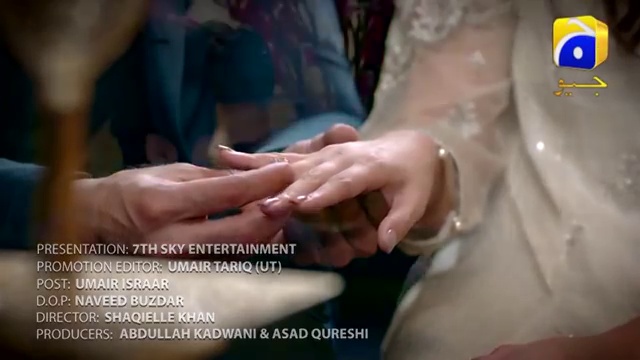 جیو
PRESENTATION: 7TH SKY ENTERTAINMENT
PROMOTION EDITOR: UMAIR TARIQ (UT)
POST: UMAIR ISRAAR
D.O.P: NAVEED BUZDAR
DIRECTOR: SHAQIELLE KHAN
PRODUCERS: ABDULLAH KADWANI & ASAD QURESHI